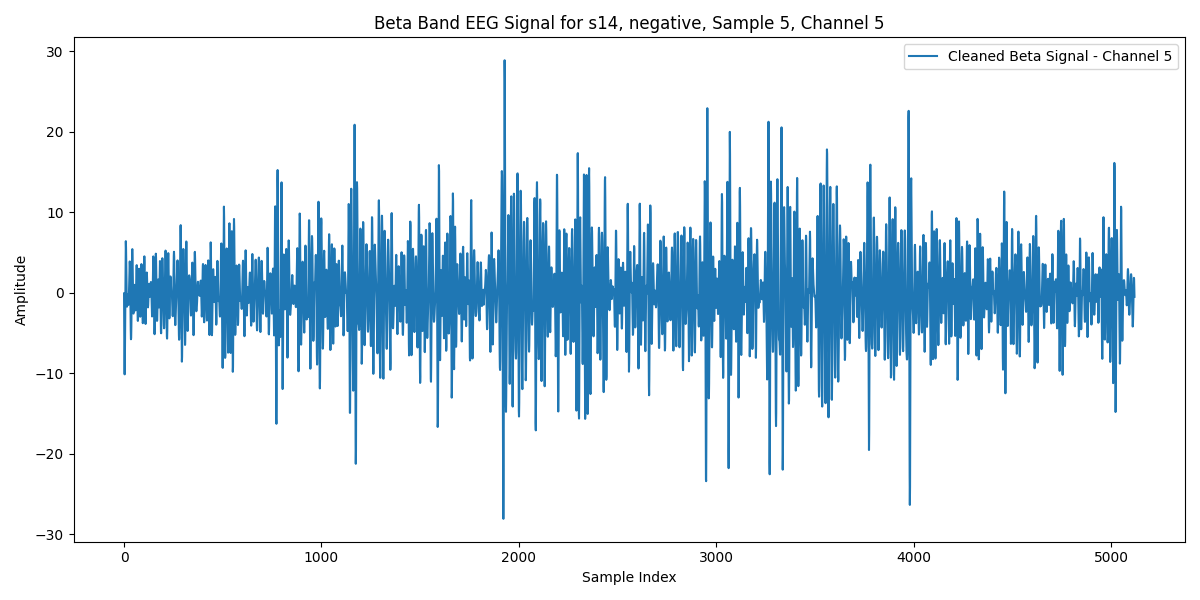 Beta Band EEG Signal for s14, negative, Sample 5, Channel 5
Cleaned Beta Signal - Channel 5
30
20
10
0
−10
−20
−30
Amplitude
0 1000 2000 3000 4000 5000
Sample Index